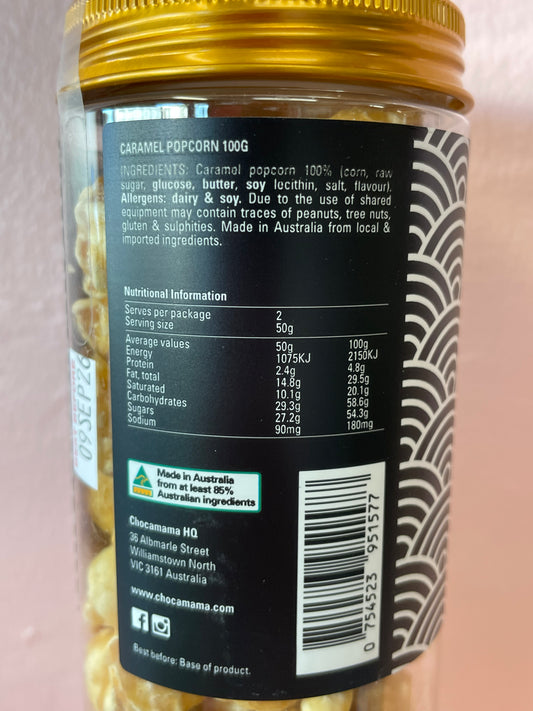 CARAMEL POPCORN 100G
INGREDIENTS: Caramel popcorn 100% (corn, raw
sugar, glucose, butter, soy lecithin, salt, flavour).
Allergens: dairy & soy. Due to the use of shared
equipment may contain traces of peanuts, tree nuts,
gluten & sulphities. Made in Australia from local &
imported ingredients.
Nutritional Information
Serves per package 2
Serving size 50g
Average values 50g 100g
Energy 1075KJ 2150KJ
Protein 2.4g 4.8g
Fat, total 14.8g 29.5g
Saturated 10.1g 20.1g
Carbohydrates 29.3g 58.6g
Sugars 27.2g 54.3g
Sodium 90mg 180mg
09SEP26
Made in Australia
from at least 85%
Australian ingredients
Chocamama HQ
36 Albmarle Street
Williamstown North
VIC 3161 Australia
www.chocamama.com
Best before: Base of product.
0 754523 951577